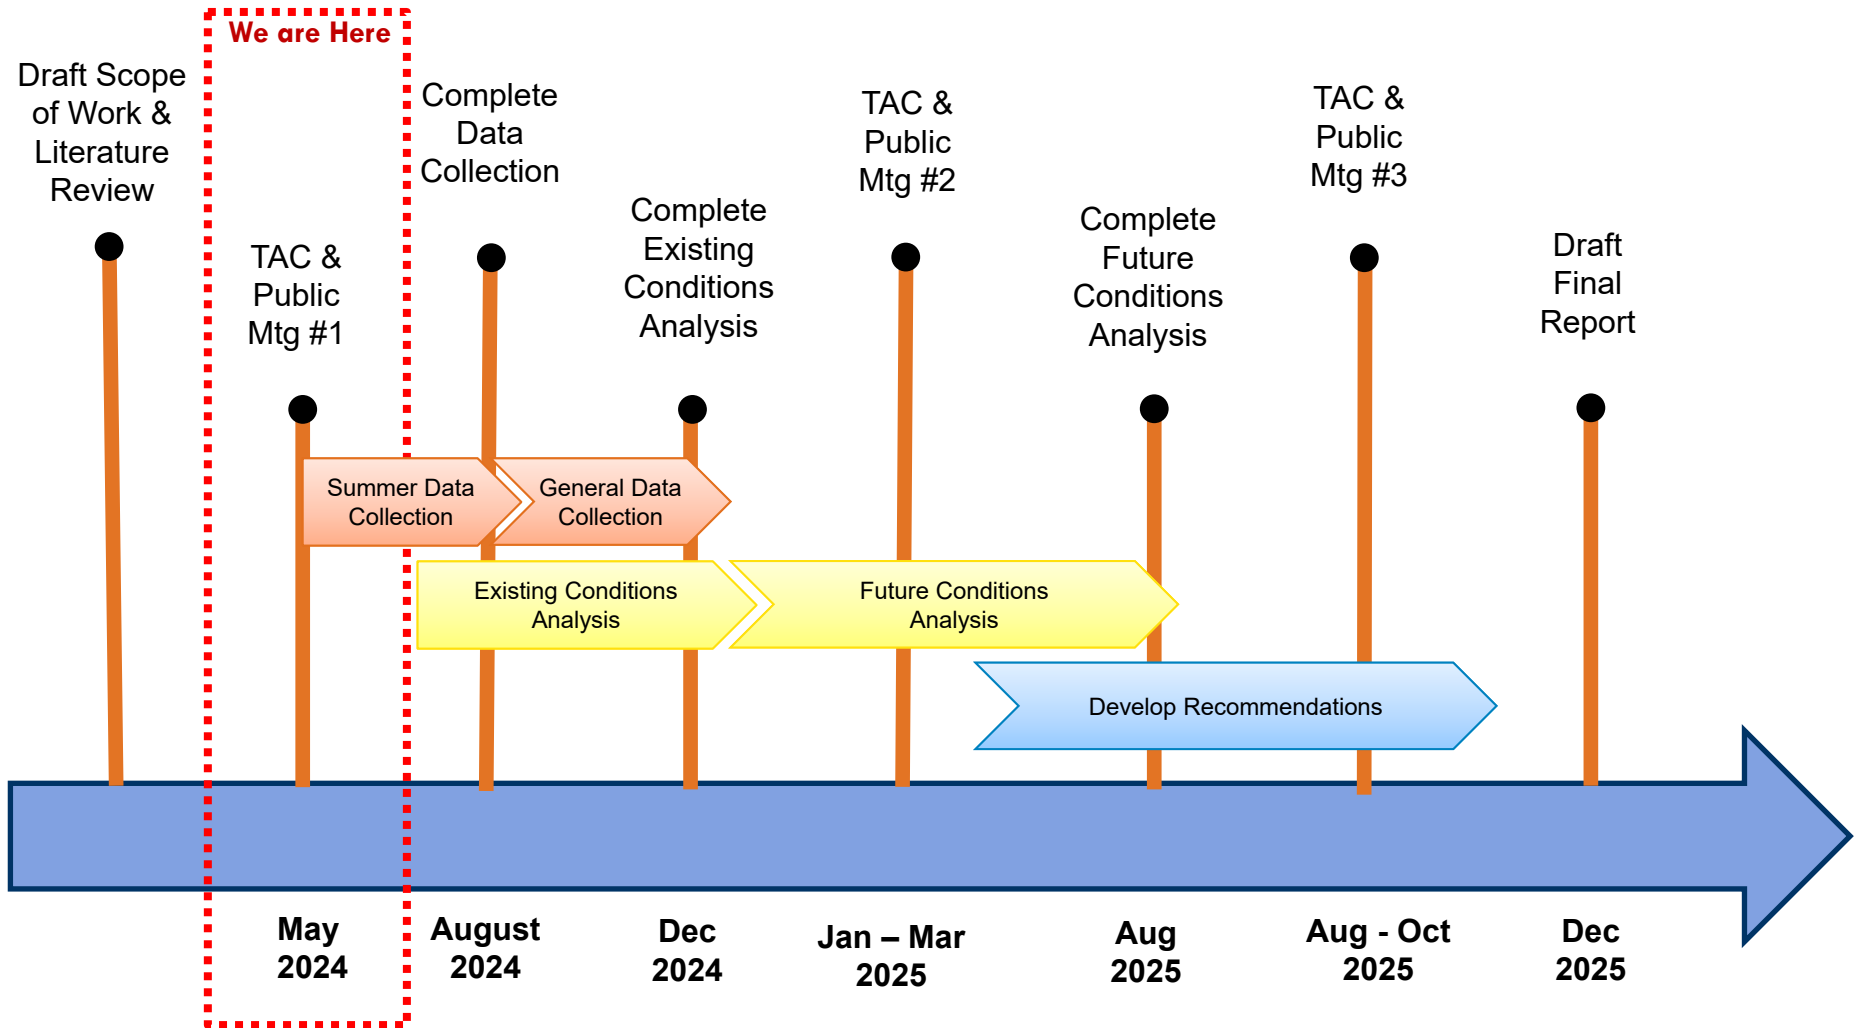 We are Here
Draft Scope
of Work &
Literature
Review
TAC &
Public
Mtg #1
Complete
Data
Collection
Complete
Existing
Conditions
Analysis
TAC &
Public
Mtg #2
Complete
Future
Conditions
Analysis
TAC &
Public
Mtg #3
Draft
Final
Report
Summer Data
Collection
General Data
Collection
Existing Conditions
Analysis
Future Conditions
Analysis
Develop Recommendations
May
2024
August
2024
Dec
2024
Jan – Mar
2025
Aug
2025
Aug - Oct
2025
Dec
2025